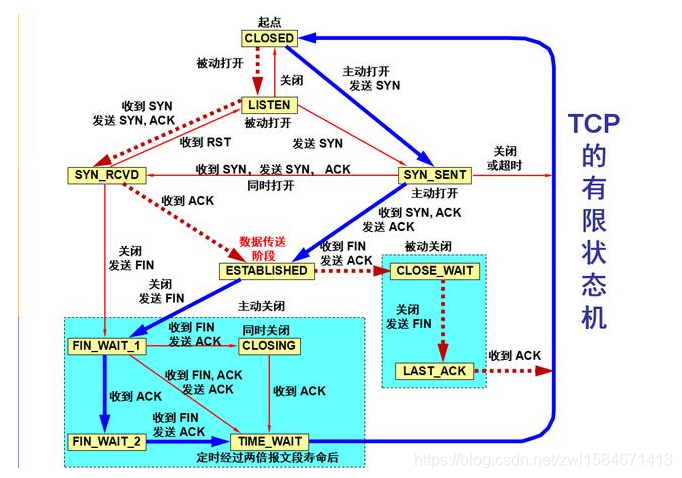 起点
CLOSED
被动打开
关闭
主动打开
发送 SYN
LISTEN
被动打开
收到 SYN
发送 SYN, ACK
收到 RST
发送 SYN
TCP
的
有
限
状
态
机
SYN_RCVD
收到 SYN，发送 SYN， ACK
同时打开
SYN_SENT
主动打开
关闭
或超时
收到 ACK
收到 SYN, ACK
发送 ACK
数据传送
阶段
关闭
发送 FIN
ESTABLISHED
收到 FIN
发送 ACK
被动关闭
CLOSE_WAIT
关闭
发送 FIN
主动关闭
关闭
发送 FIN
FIN_WAIT_1
收到 FIN
发送 ACK
同时关闭
CLOSING
LAST_ACK
收到 ACK
收到 ACK
收到 FIN, ACK
发送 ACK
收到 ACK
FIN_WAIT_2
收到 FIN
发送 ACK
TIME_WAIT
定时经过两倍报文段寿命后
https://blog.csdn.net/zwl1584671413